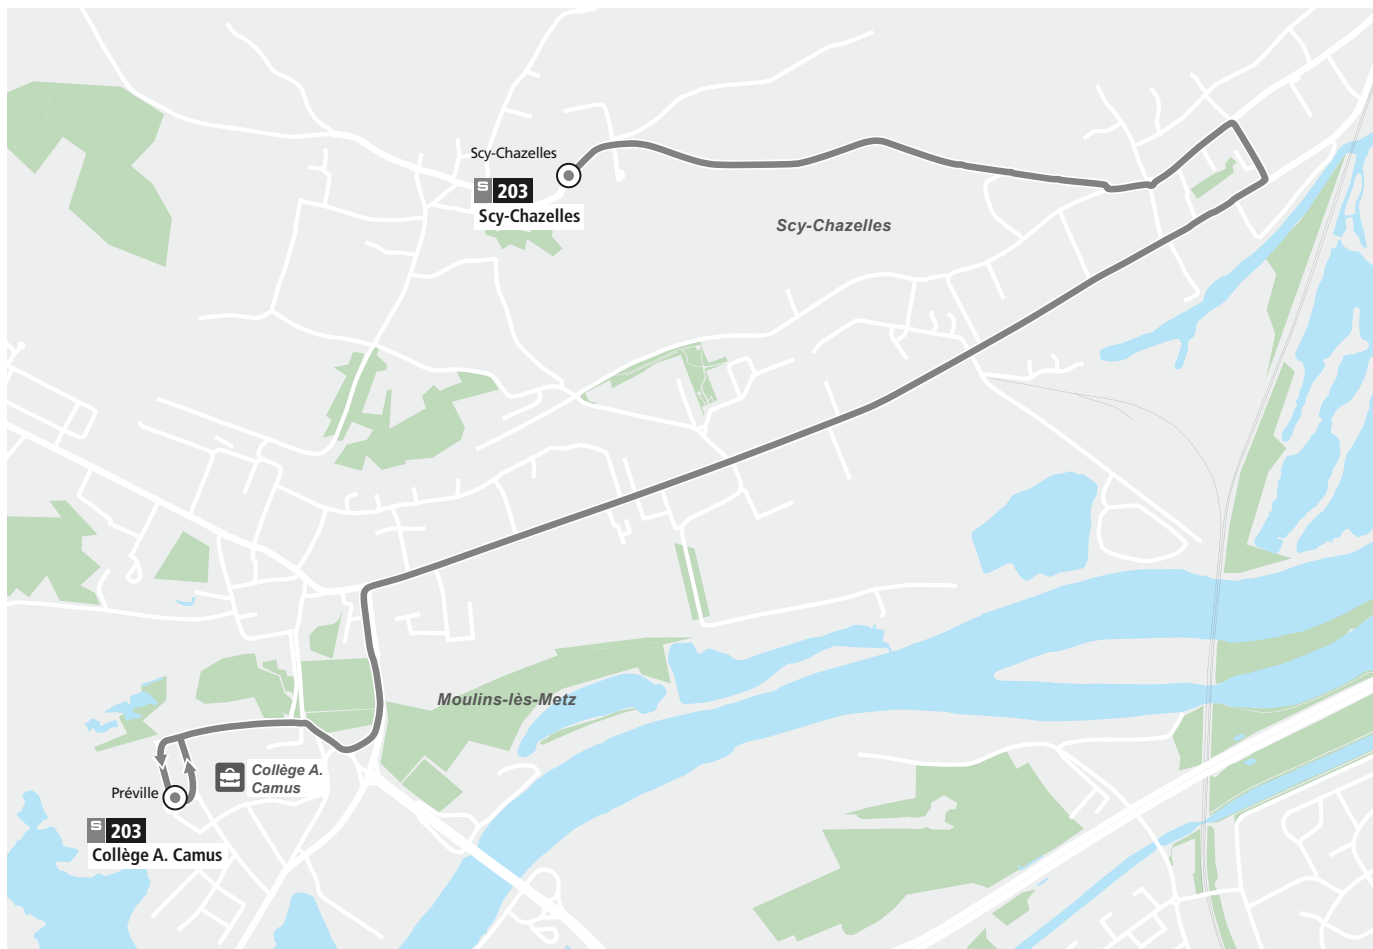 Scy-Chazelles
S 203
Scy-Chazelles
Scy-Chazelles
Moulins-lès-Metz
Collège A.
Camus
Préville
S 203
Collège A. Camus